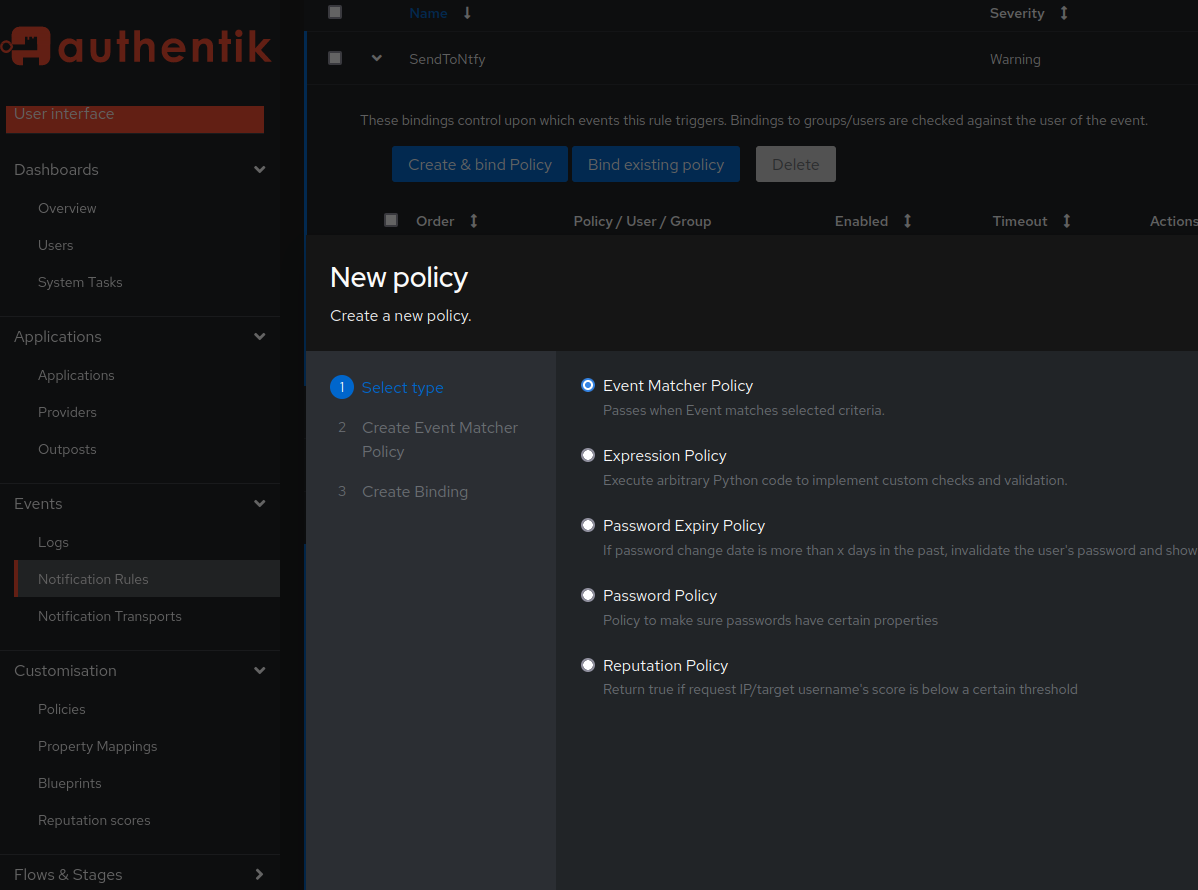 authentik
User interface
Dashboards
Overview
Users
System Tasks
Applications
Applications
Providers
Outposts
Events
Logs
Notification Rules
Notification Transports
Customisation
Policies
Property Mappings
Blueprints
Reputation scores
Flows & Stages
Name Severity
SendToNtfy Warning
These bindings control upon which events this rule triggers. Bindings to groups/users are checked against the user of the event.
Create & bind Policy Bind existing policy Delete
Order Policy / User / Group Enabled Timeout Actions
New policy
Create a new policy.
1 Select type
2 Create Event Matcher
Policy
3 Create Binding
Event Matcher Policy
Passes when Event matches selected criteria.
Expression Policy
Execute arbitrary Python code to implement custom checks and validation.
Password Expiry Policy
If password change date is more than x days in the past, invalidate the user's password and show
Password Policy
Policy to make sure passwords have certain properties
Reputation Policy
Return true if request IP/target username's score is below a certain threshold